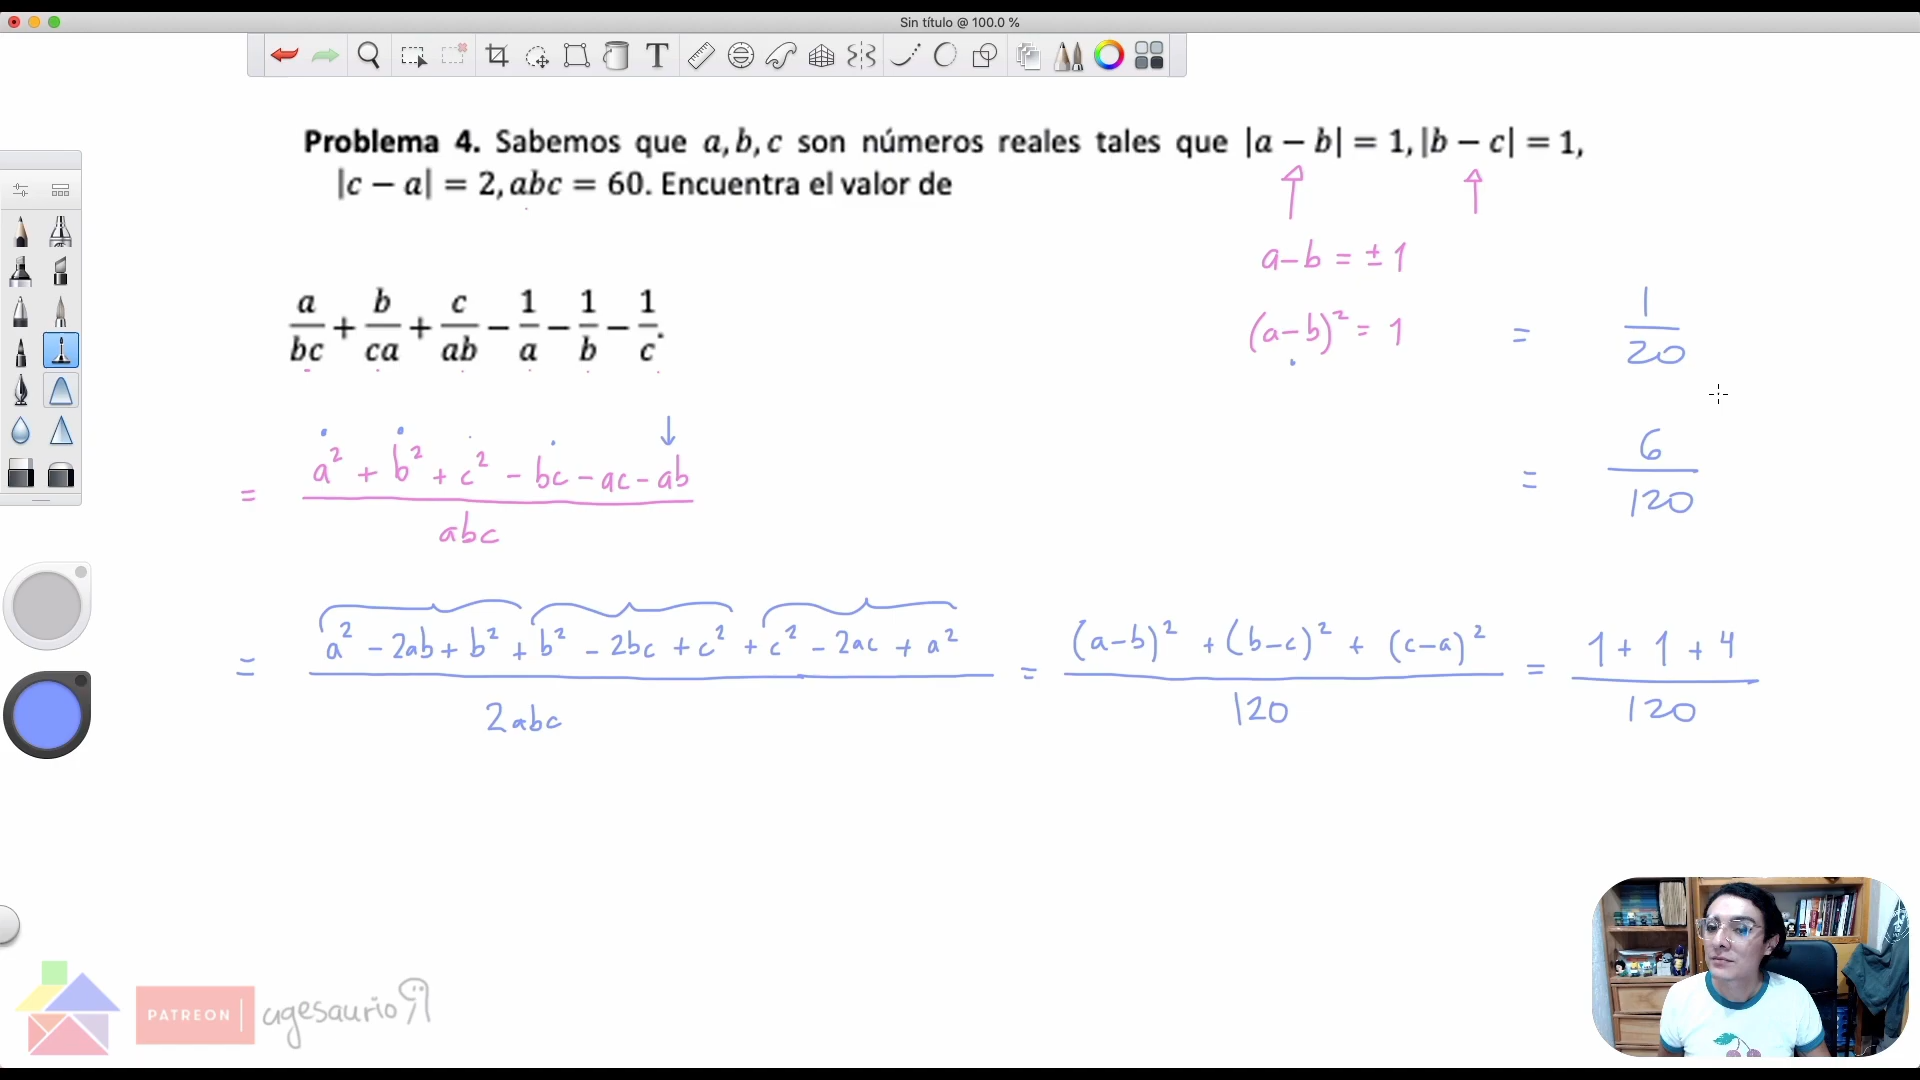 Sin título @ 100.0 %
Problema 4. Sabemos que a, b, c son números reales tales que |a − b| = 1, |b − c| = 1,
|c − a| = 2, abc = 60. Encuentra el valor de
a/bc + b/ca + c/ab − 1/a − 1/b − 1/c.
a−b = ±1
(a−b)² = 1
= 1/20
= 6/120
= (a² + b² + c² − bc − ac − ab)/abc
= (a² − 2ab + b² + b² − 2bc + c² + c² − 2ac + a²)/2abc = ((a−b)² + (b−c)² + (c−a)²)/120 = (1 + 1 + 4)/120
PATREON | agesaurio91